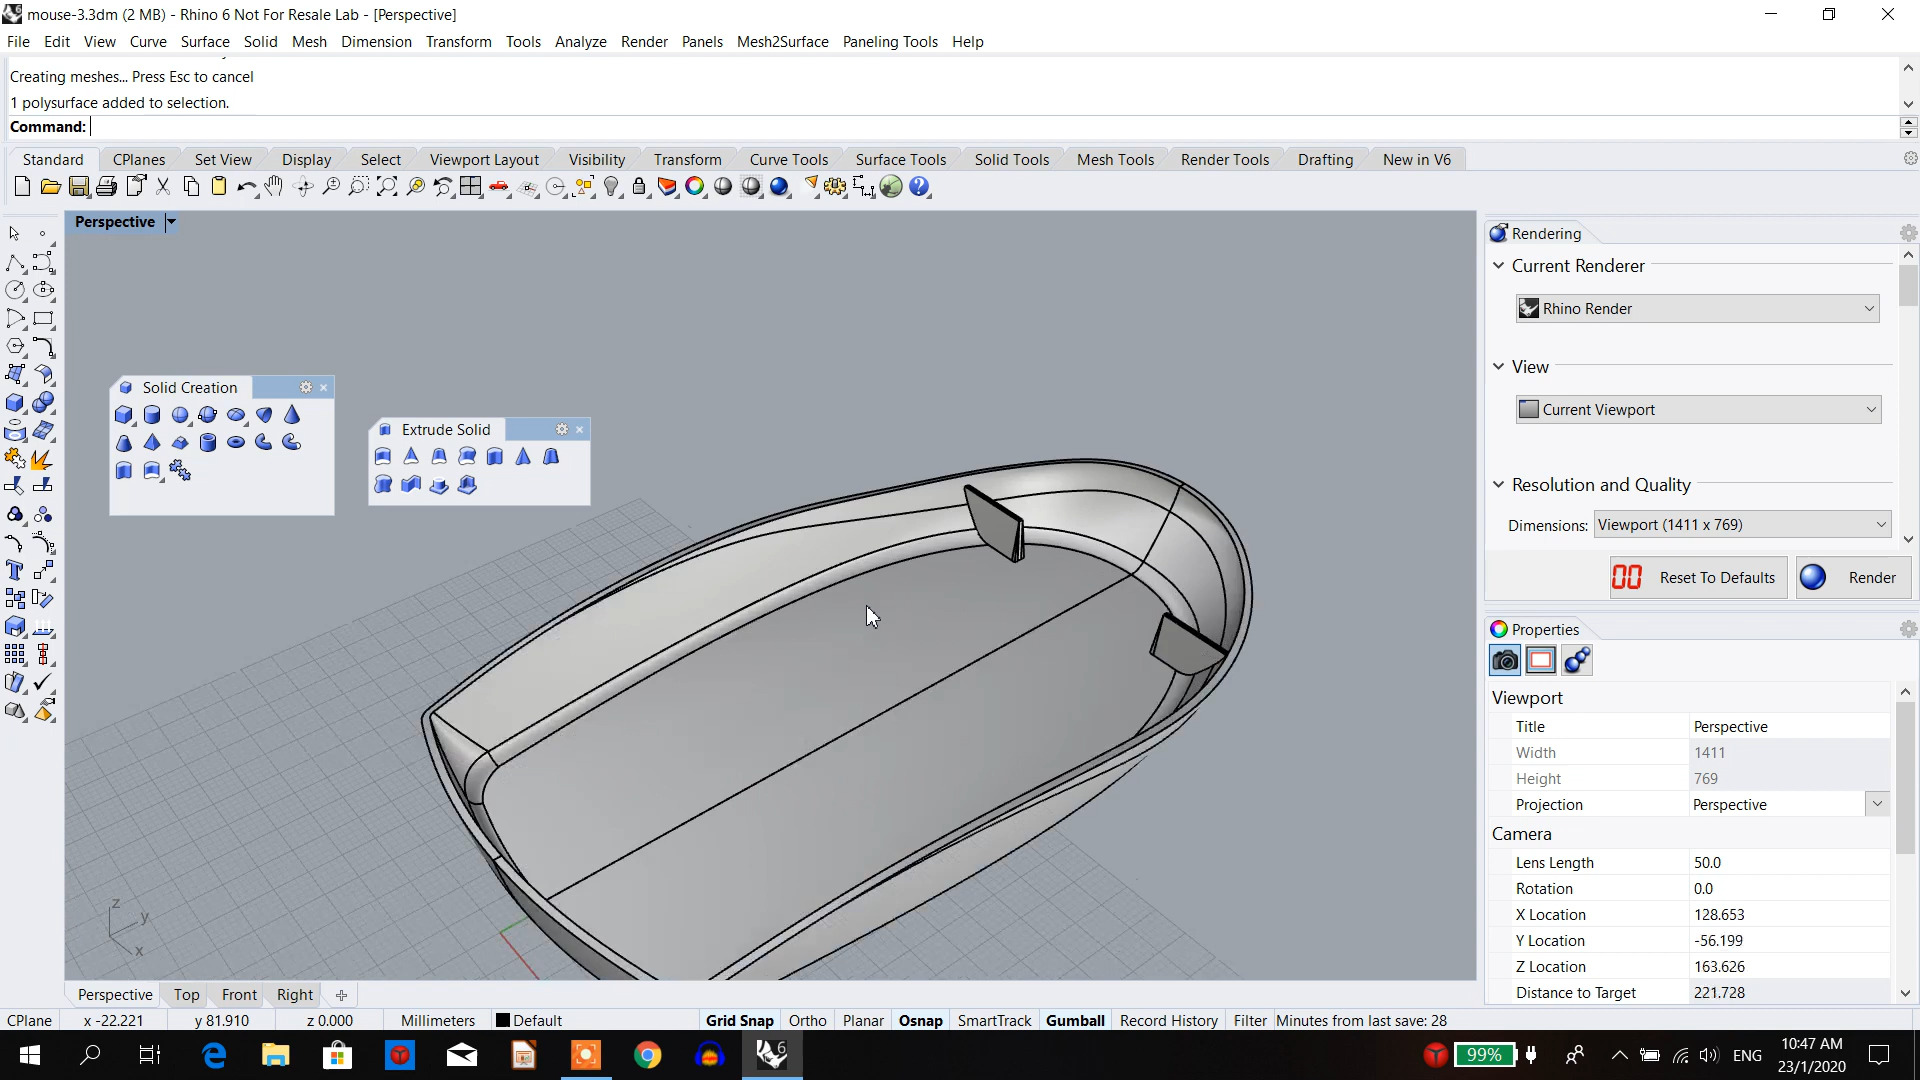 mouse-3.3dm (2 MB) - Rhino 6 Not For Resale Lab - [Perspective]
File Edit View Curve Surface Solid Mesh Dimension Transform Tools Analyze Render Panels Mesh2Surface Paneling Tools Help
Creating meshes... Press Esc to cancel
1 polysurface added to selection.
Command:
Standard CPlanes Set View Display Select Viewport Layout Visibility Transform Curve Tools Surface Tools Solid Tools Mesh Tools Render Tools Drafting New in V6
Perspective
Solid Creation
Extrude Solid
z
y
x
Rendering
Current Renderer
Rhino Render
View
Current Viewport
Resolution and Quality
Dimensions: Viewport (1411 x 769)
00 Reset To Defaults Render
Properties
Viewport
Title Perspective
Width 1411
Height 769
Projection Perspective
Camera
Lens Length 50.0
Rotation 0.0
X Location 128.653
Y Location -56.199
Z Location 163.626
Distance to Target 221.728
Perspective Top Front Right
CPlane x -22.221 y 81.910 z 0.000 Millimeters Default Grid Snap Ortho Planar Osnap SmartTrack Gumball Record History Filter Minutes from last save: 28
6 99% ENG 10:47 AM
23/1/2020